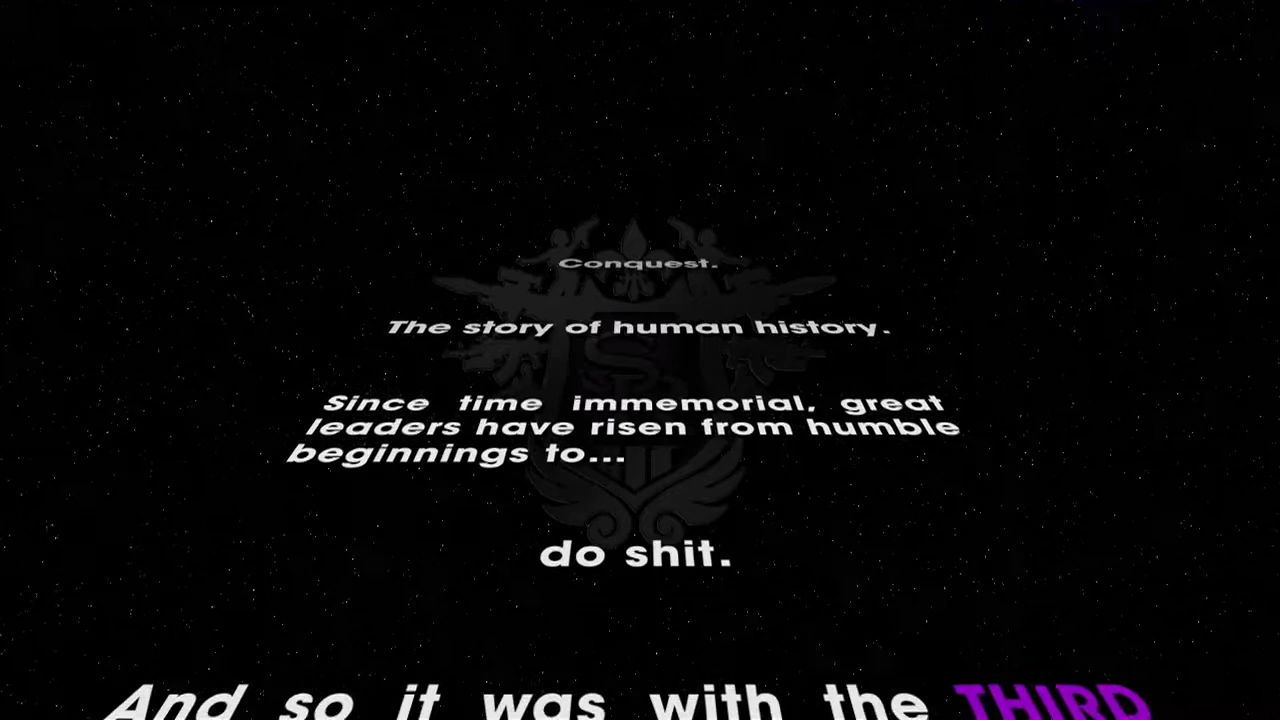 Conquest.
The story of human history.
Since time immemorial, great
leaders have risen from humble
beginnings to...
do shit.
And so it was with the THIRD